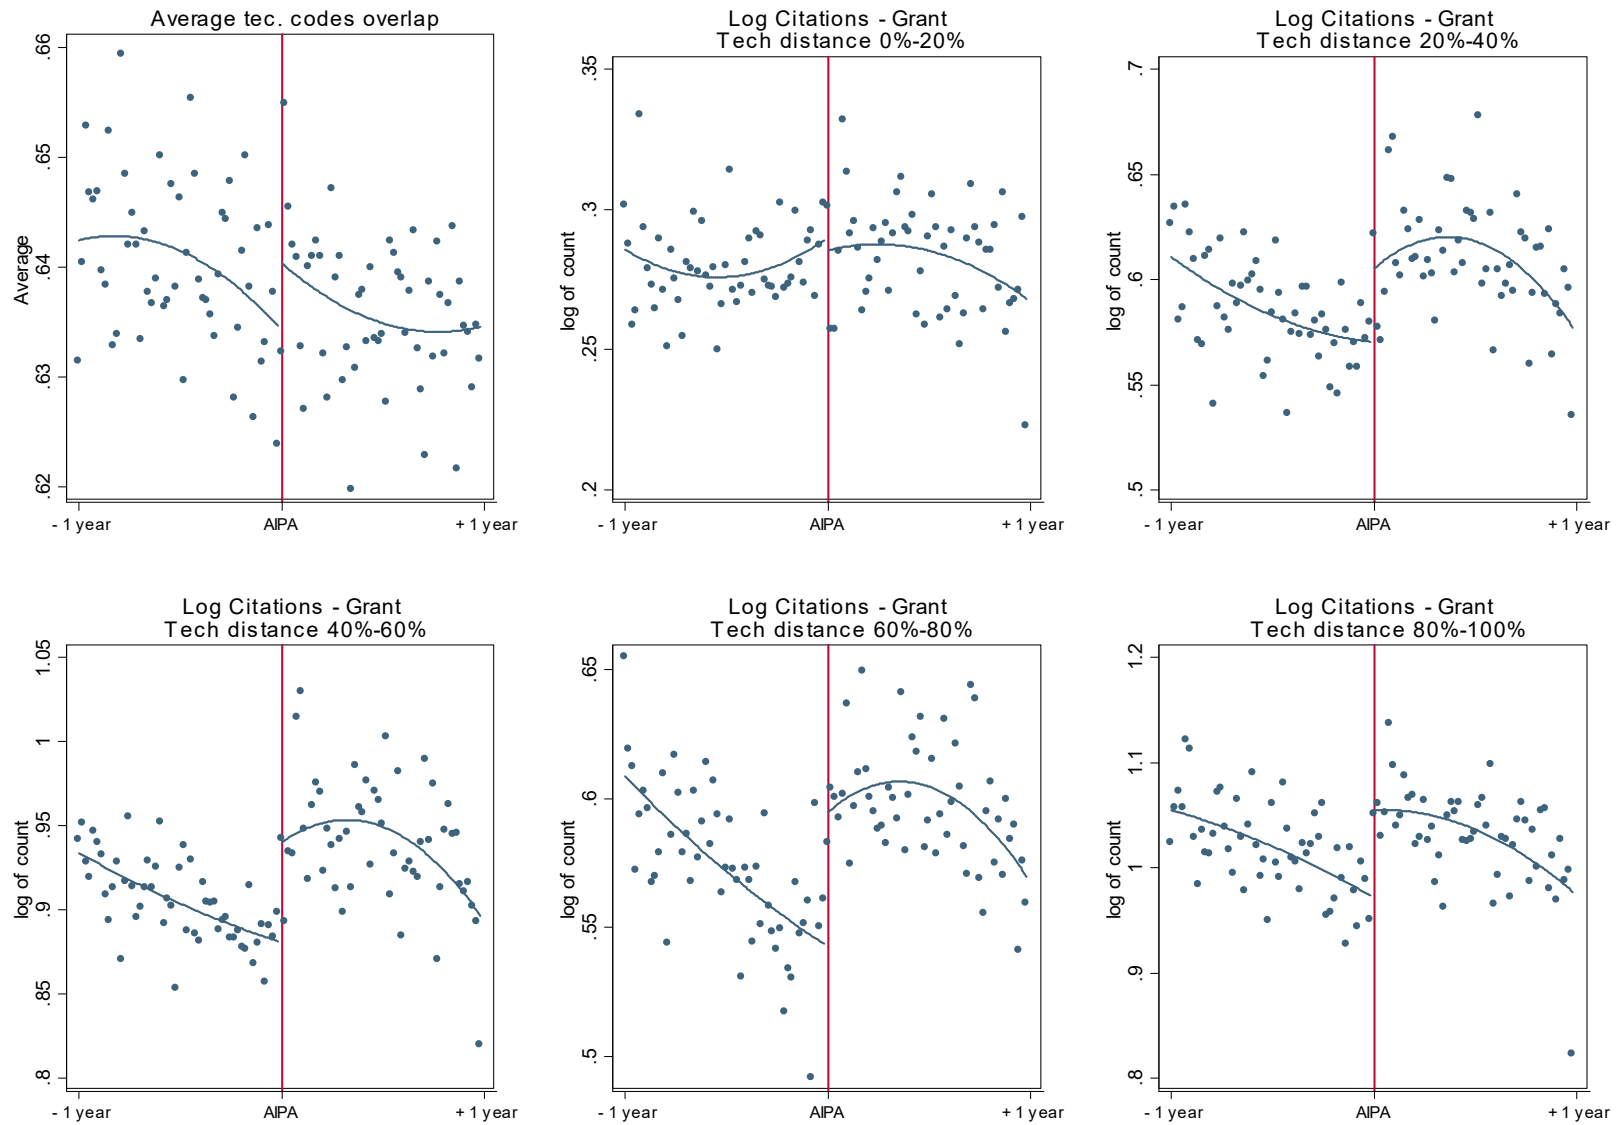 Average tec. codes overlap
Average
.66
.65
.64
.63
.62
- 1 year
AIPA
+ 1 year
Log Citations - Grant
Tech distance 0%-20%
log of count
.35
.3
.25
.2
- 1 year
AIPA
+ 1 year
Log Citations - Grant
Tech distance 20%-40%
log of count
.7
.65
.6
.55
.5
- 1 year
AIPA
+ 1 year
Log Citations - Grant
Tech distance 40%-60%
log of count
1.05
1
.95
.9
.85
.8
- 1 year
AIPA
+ 1 year
Log Citations - Grant
Tech distance 60%-80%
log of count
.65
.6
.55
.5
- 1 year
AIPA
+ 1 year
Log Citations - Grant
Tech distance 80%-100%
log of count
1.2
1.1
1
.9
.8
- 1 year
AIPA
+ 1 year